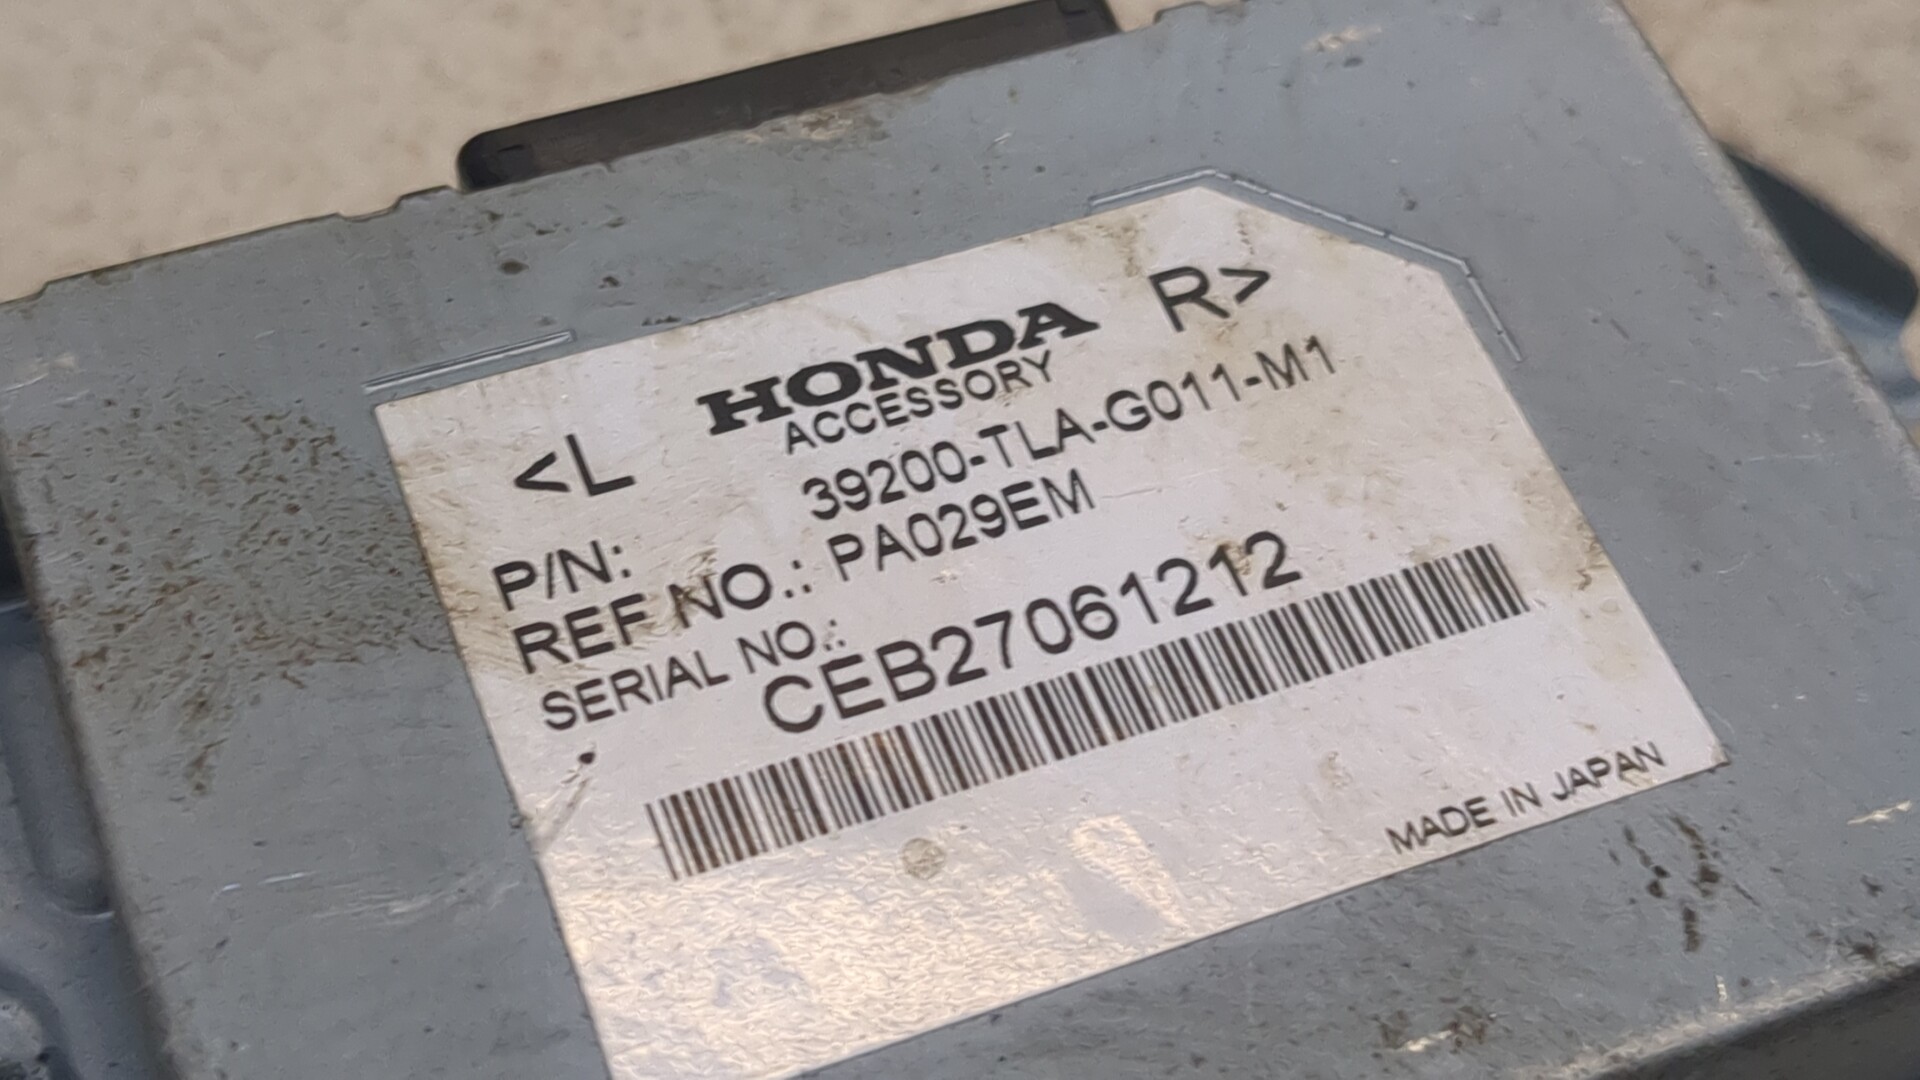 <L HONDA R>
ACCESSORY
P/N: 39200-TLA-G011-M1
REF NO.: PA029EM
SERIAL NO.:
CEB27061212
MADE IN JAPAN